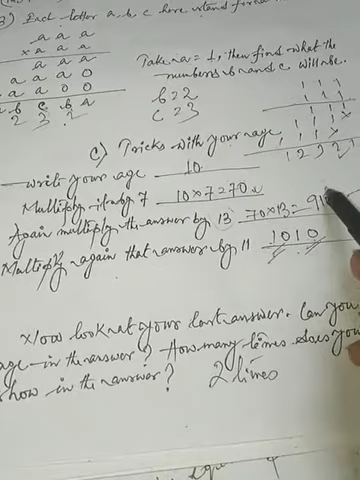 3) Each letter a, b, c here stand for
a a a
x a a a
a a a
a a a 0
a a a 0 0
b c b a
2 3 2
Take a = 1, then find what the
numbers b and c will be.
b = 2
c = 3
1 1 1
1 1 1
1 1 1 x
1 1 1
1 2 3 2 1
c) Tricks with your age
write your age 10
Multiply it by 7 10 x 7 = 70
Again multiply the answer by 13 70 x 13 = 91
Multiply again that answer by 11 1010
Now look at your last answer. Can you
age in the answer? How many times does you
show in the answer? 2 times